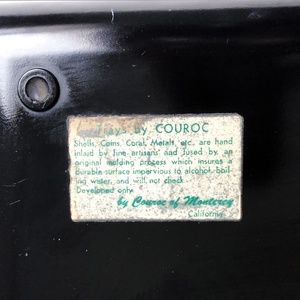 Trays by COUROC
Shells, Coins, Coral, Metals, etc., are hand
inlaid by fine artisans and fused by an
original molding process which insures a
durable surface impervious to alcohol, boil-
ing water, and will not check.
Developed only
by Couroc of Monterey
California